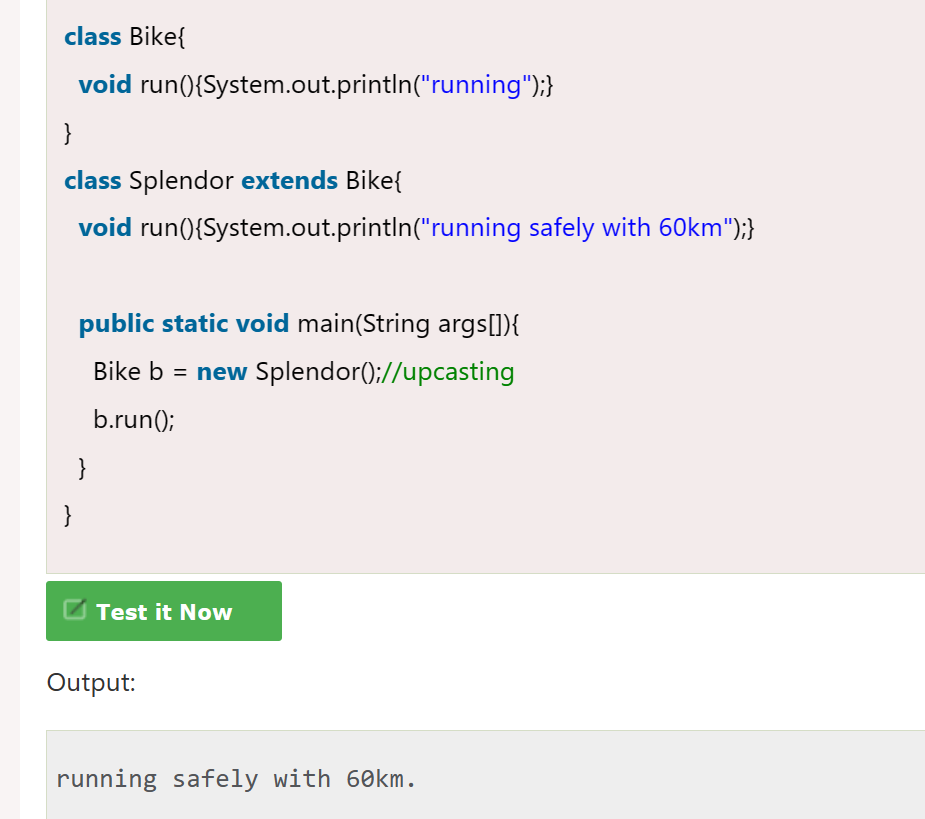 class Bike{
void run(){System.out.println("running");}
}
class Splendor extends Bike{
void run(){System.out.println("running safely with 60km");}
public static void main(String args[]){
Bike b = new Splendor();//upcasting
b.run();
}
}
Test it Now
Output:
running safely with 60km.